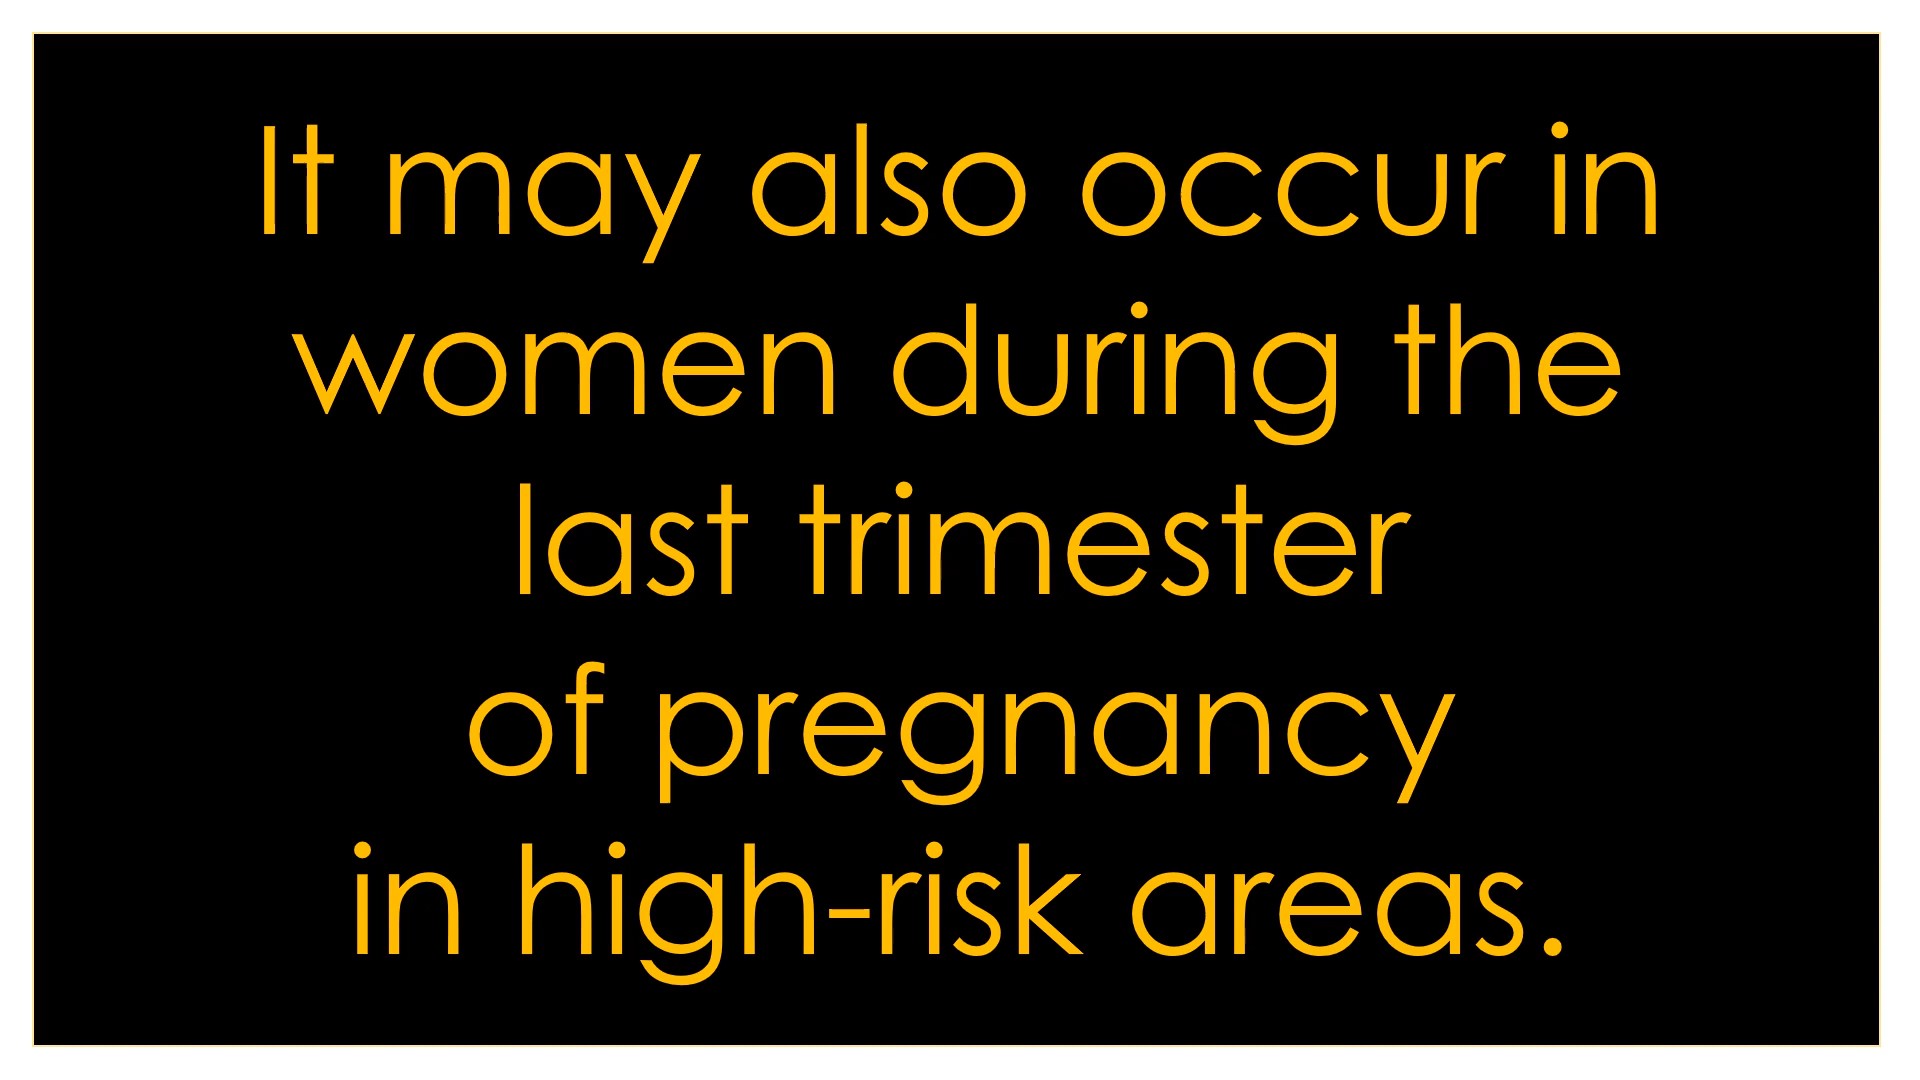 It may also occur in
women during the
last trimester
of pregnancy
in high-risk areas.